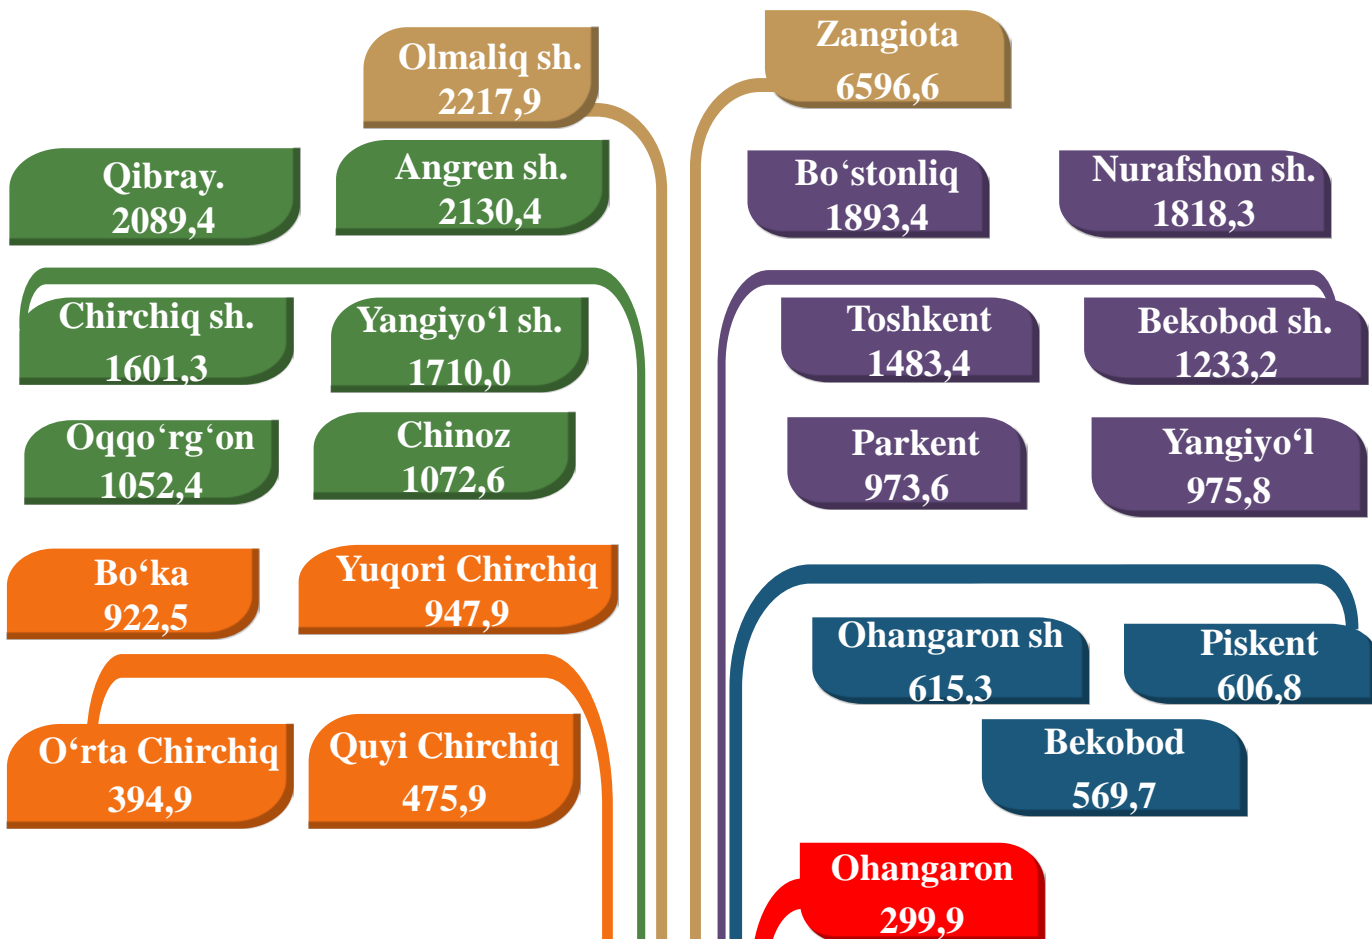 Olmaliq sh.
2217,9
Zangiota
6596,6
Qibray.
2089,4
Angren sh.
2130,4
Bo‘stonliq
1893,4
Nurafshon sh.
1818,3
Chirchiq sh.
1601,3
Yangiyo‘l sh.
1710,0
Toshkent
1483,4
Bekobod sh.
1233,2
Oqqo‘rg‘on
1052,4
Chinoz
1072,6
Parkent
973,6
Yangiyo‘l
975,8
Bo‘ka
922,5
Yuqori Chirchiq
947,9
Ohangaron sh
615,3
Piskent
606,8
O‘rta Chirchiq
394,9
Quyi Chirchiq
475,9
Bekobod
569,7
Ohangaron
299,9